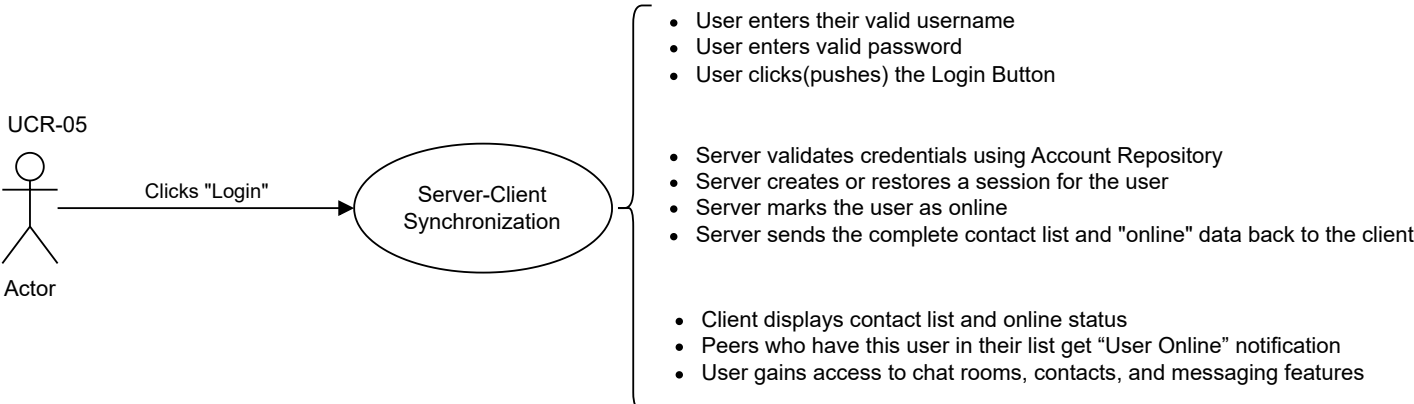 UCR-05
Actor
Clicks "Login"
Server-Client
Synchronization
• User enters their valid username
• User enters valid password
• User clicks(pushes) the Login Button
• Server validates credentials using Account Repository
• Server creates or restores a session for the user
• Server marks the user as online
• Server sends the complete contact list and "online" data back to the client
• Client displays contact list and online status
• Peers who have this user in their list get “User Online” notification
• User gains access to chat rooms, contacts, and messaging features